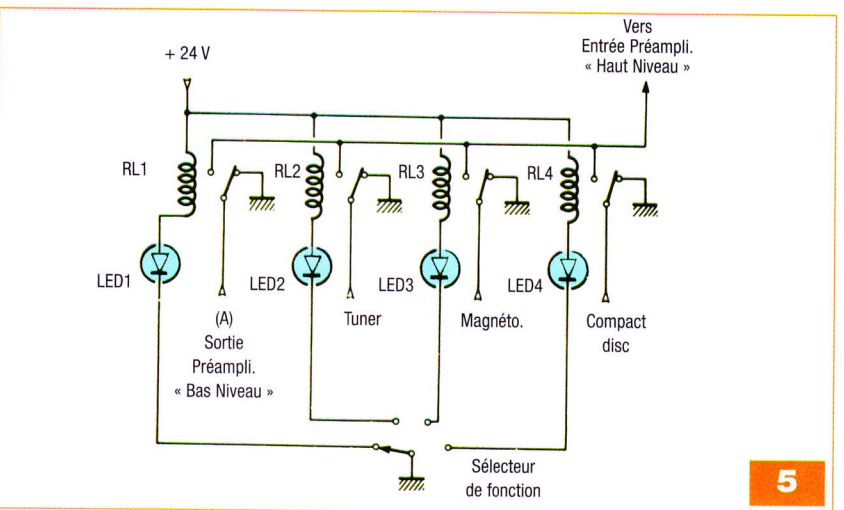 + 24 V
Vers
Entrée Préampli.
« Haut Niveau »
RL1
RL2
RL3
RL4
LED1
LED2
LED3
LED4
(A)
Sortie
Préampli.
« Bas Niveau »
Tuner
Magnéto.
Compact
disc
Sélecteur
de fonction
5